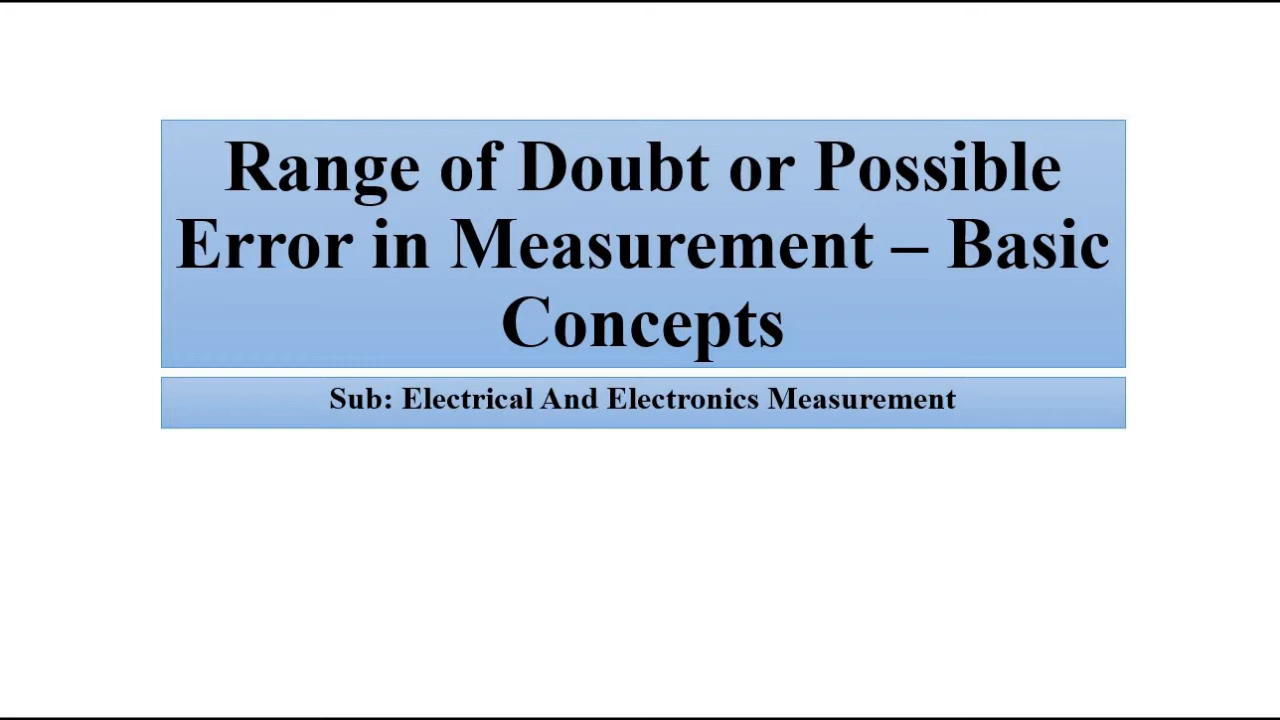 Range of Doubt or Possible
Error in Measurement – Basic
Concepts
Sub: Electrical And Electronics Measurement